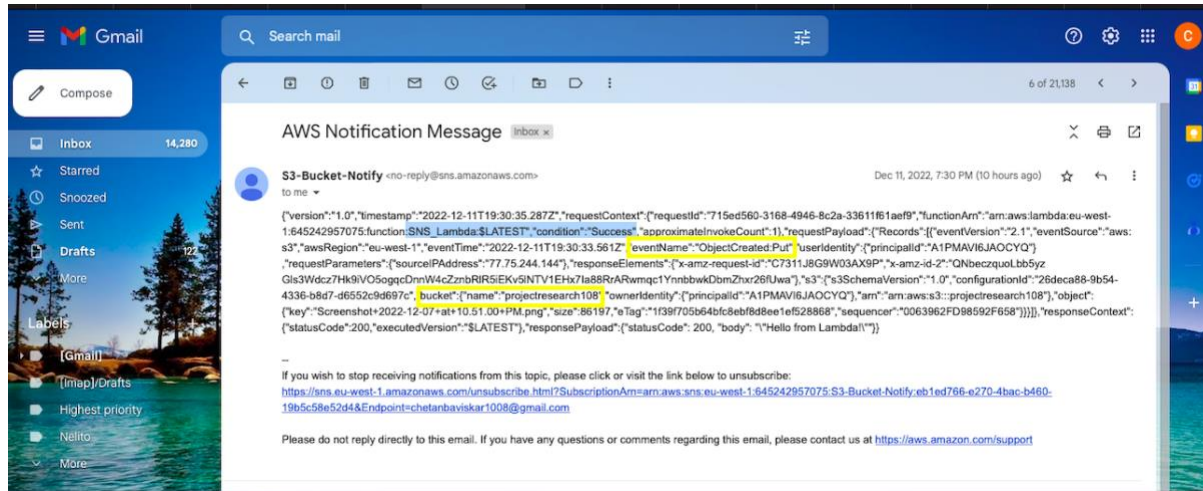 Gmail
Search mail
C
Compose
6 of 21,138
Inbox 14,280
Starred
Snoozed
Sent
Drafts 122
More
Labels
[Gmail]
[Imap]/Drafts
Highest priority
Nelito
More
AWS Notification Message Inbox ×
S3-Bucket-Notify <no-reply@sns.amazonaws.com> Dec 11, 2022, 7:30 PM (10 hours ago)
to me
{"version":"1.0","timestamp":"2022-12-11T19:30:35.287Z","requestContext":{"requestId":"715ed560-3168-4946-8c2a-33611f61aef9","functionArn":"arn:aws:lambda:eu-west-
1:645242957075:function:SNS_Lambda:$LATEST","condition":"Success","approximateInvokeCount":1},"requestPayload":{"Records":[{"eventVersion":"2.1","eventSource":"aws:
s3","awsRegion":"eu-west-1","eventTime":"2022-12-11T19:30:33.561Z","eventName":"ObjectCreated:Put","userIdentity":{"principalId":"A1PMAVI6JAOCYQ"}
,"requestParameters":{"sourceIPAddress":"77.75.244.144"},"responseElements":{"x-amz-request-id":"C7311J8G9W03AX9P","x-amz-id-2":"QNbeczquoLbb5yz
Gls3Wdcz7Hk9iVO5ogqcDnnW4cZznbRIR5iEKv5lNTV1EHx7Ia88RrARwmqc1YnnbbwkDbmZhxr26fUwa"},"s3":{"s3SchemaVersion":"1.0","configurationId":"26deca88-9b54-
4336-b8d7-d6552c9d697c","bucket":{"name":"projectresearch108","ownerIdentity":{"principalId":"A1PMAVI6JAOCYQ"},"arn":"arn:aws:s3:::projectresearch108"},"object":
{"key":"Screenshot+2022-12-07+at+10.51.00+PM.png","size":86197,"eTag":"1f39f705b64bfc8ebf8d8ee1ef528868","sequencer":"0063962FD98592F658"}}}]},"responseContext":
{"statusCode":200,"executedVersion":"$LATEST"},"responsePayload":{"statusCode": 200, "body": "\"Hello from Lambda!\""}}
--
If you wish to stop receiving notifications from this topic, please click or visit the link below to unsubscribe:
https://sns.eu-west-1.amazonaws.com/unsubscribe.html?SubscriptionArn=arn:aws:sns:eu-west-1:645242957075:S3-Bucket-Notify:eb1ed766-e270-4bac-b460-
19b5c58e52d4&Endpoint=chetanbaviskar1008@gmail.com
Please do not reply directly to this email. If you have any questions or comments regarding this email, please contact us at https://aws.amazon.com/support